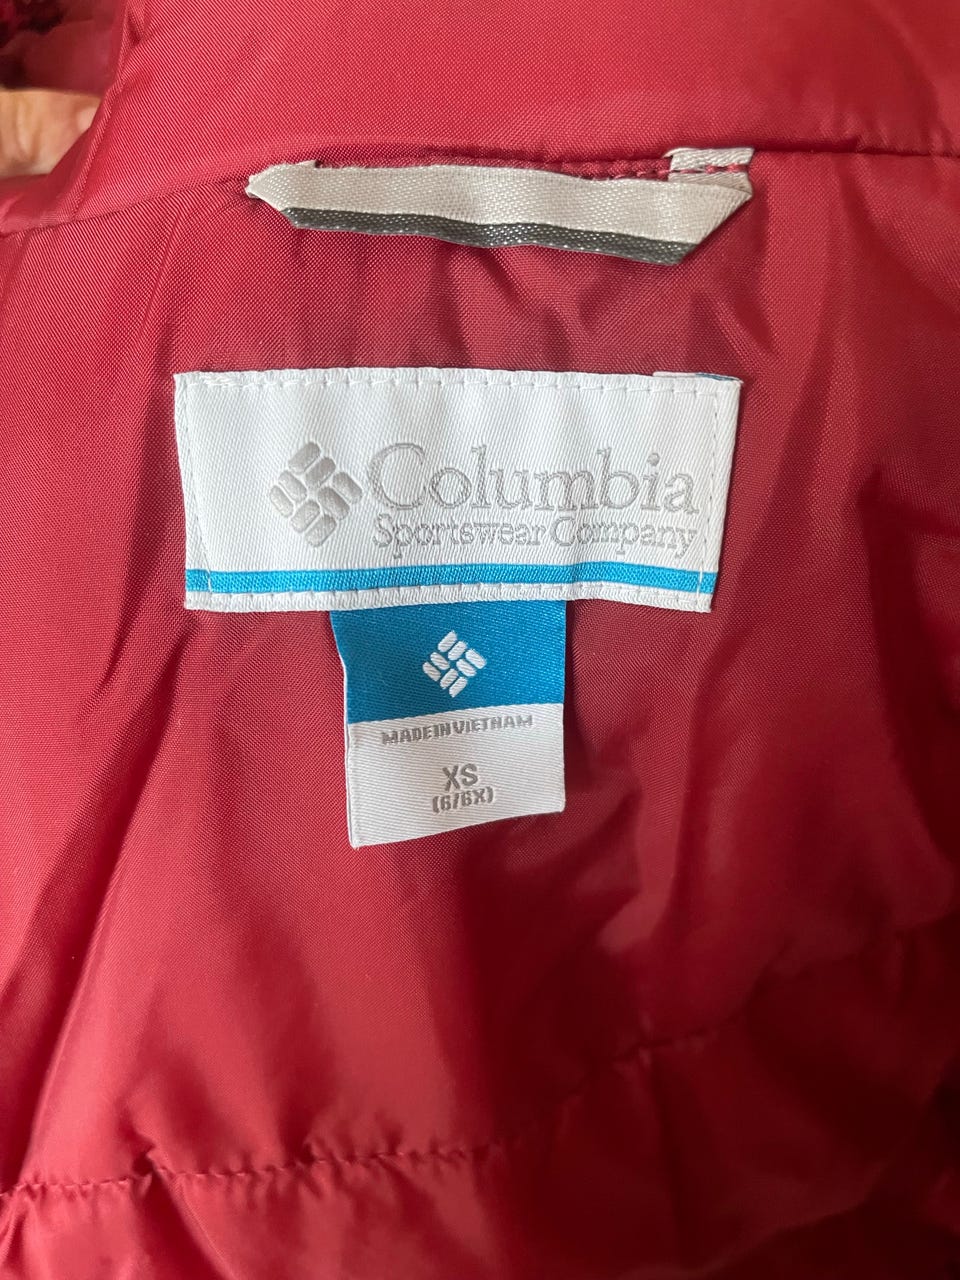 Columbia
Sportswear Company
MADE IN VIETNAM
XS
(6/6X)